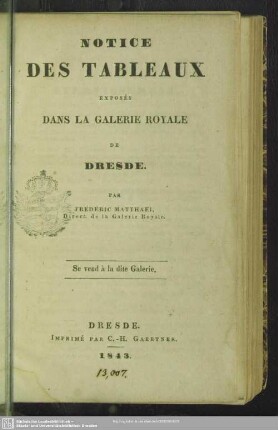 NOTICE
DES TABLEAUX
EXPOSÉS
DANS LA GALERIE ROYALE
DE
DRESDE.
PAR
FRÉDÉRIC MATTHAEI,
Direct. de la Galerie Royale.
Se vend à la dite Galerie.
DRESDE.
IMPRIMÉ PAR C.-H. GAERTNER.
1843.
13,007.